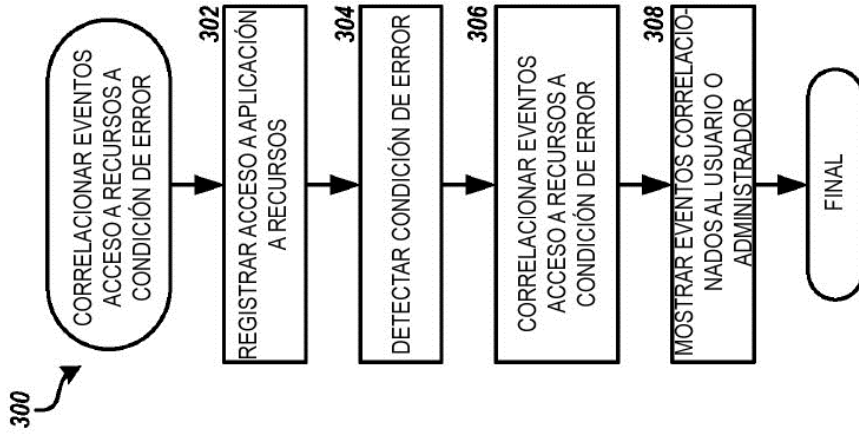 300
CORRELACIONAR EVENTOS
ACCESO A RECURSOS A
CONDICIÓN DE ERROR
302
REGISTRAR ACCESO A APLICACIÓN
A RECURSOS
304
DETECTAR CONDICIÓN DE ERROR
306
CORRELACIONAR EVENTOS
ACCESO A RECURSOS A
CONDICIÓN DE ERROR
308
MOSTRAR EVENTOS CORRELACIO-
NADOS AL USUARIO O
ADMINISTRADOR
FINAL